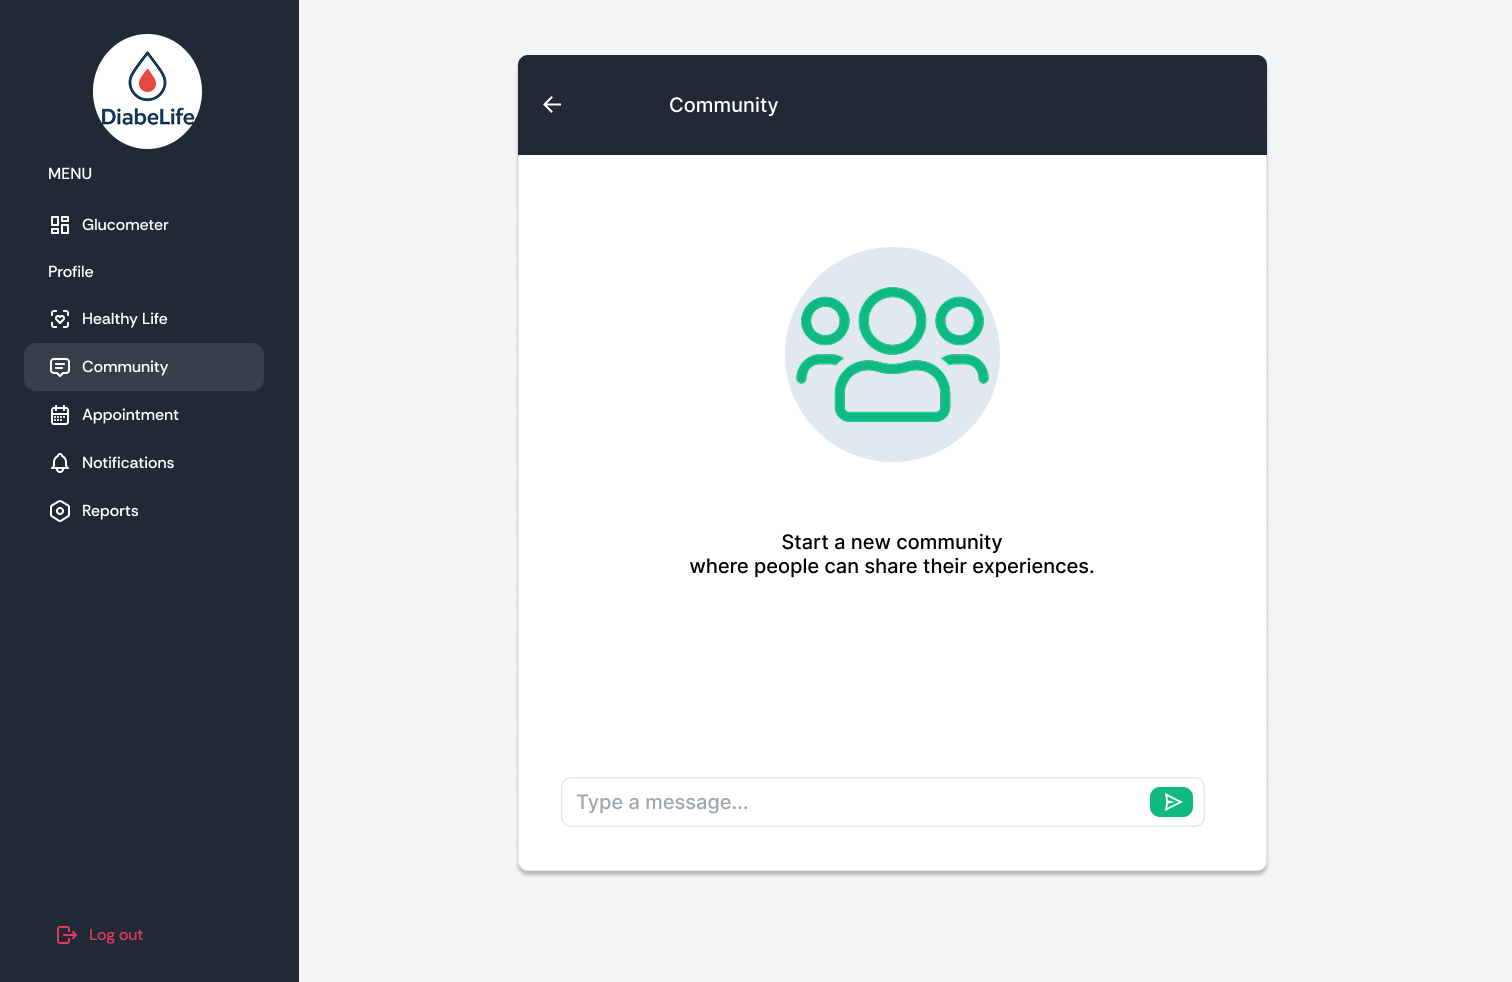 DiabeLife
MENU
Glucometer
Profile
Healthy Life
Community
Appointment
Notifications
Reports
Log out
Community
Start a new community
where people can share their experiences.
Type a message...